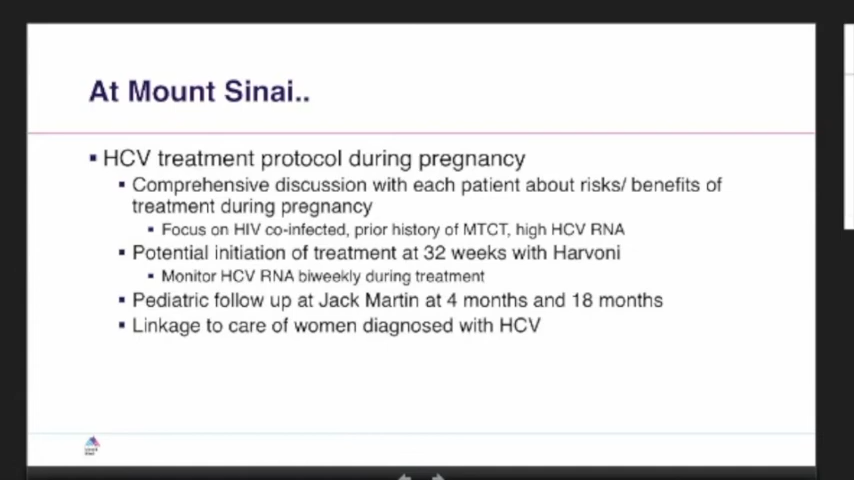 At Mount Sinai..
▪ HCV treatment protocol during pregnancy
▪ Comprehensive discussion with each patient about risks/ benefits of
treatment during pregnancy
▪ Focus on HIV co-infected, prior history of MTCT, high HCV RNA
▪ Potential initiation of treatment at 32 weeks with Harvoni
▪ Monitor HCV RNA biweekly during treatment
▪ Pediatric follow up at Jack Martin at 4 months and 18 months
▪ Linkage to care of women diagnosed with HCV